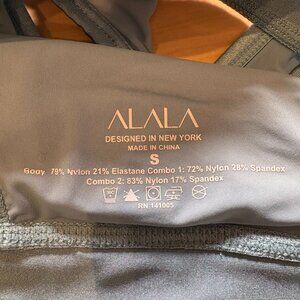 ALALA
DESIGNED IN NEW YORK
MADE IN CHINA
S
Body 79% Nylon 21% Elastane Combo 1: 72% Nylon 28% Spandex
Combo 2: 83% Nylon 17% Spandex
RN 141005